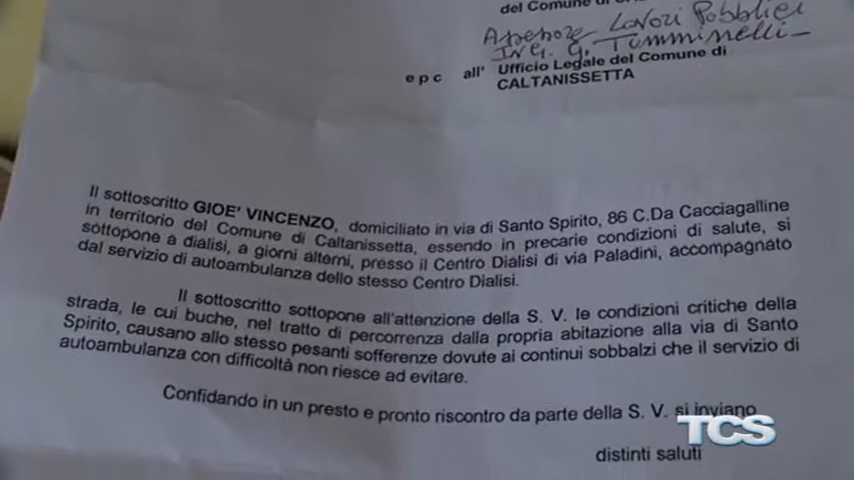 del Comune di
Assessore Lavori Pubblici
ING. G. Tumminelli
e p c all' Ufficio Legale del Comune di
CALTANISSETTA
Il sottoscritto GIOE' VINCENZO, domiciliato in via di Santo Spirito, 86 C.Da Cacciagalline
in territorio del Comune di Caltanissetta, essendo in precarie condizioni di salute, si
sottopone a dialisi, a giorni alterni, presso il Centro Dialisi di via Paladini, accompagnato
dal servizio di autoambulanza dello stesso Centro Dialisi.
Il sottoscritto sottopone all'attenzione della S. V. le condizioni critiche della
strada, le cui buche, nel tratto di percorrenza dalla propria abitazione alla via di Santo
Spirito, causano allo stesso pesanti sofferenze dovute ai continui sobbalzi che il servizio di
autoambulanza con difficoltà non riesce ad evitare.
Confidando in un presto e pronto riscontro da parte della S. V. si inviano
distinti saluti
TCS